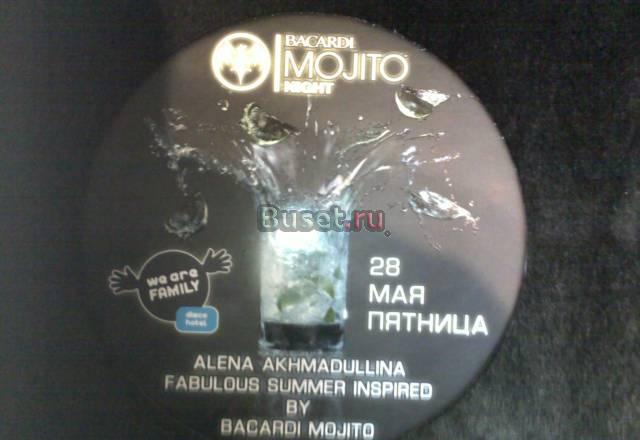 BACARDI
MOJITO
NIGHT
Buset.ru
we are
FAMILY
disco
hotel
28
МАЯ
ПЯТНИЦА
ALENA AKHMADULLINA
FABULOUS SUMMER INSPIRED
BY
BACARDI MOJITO